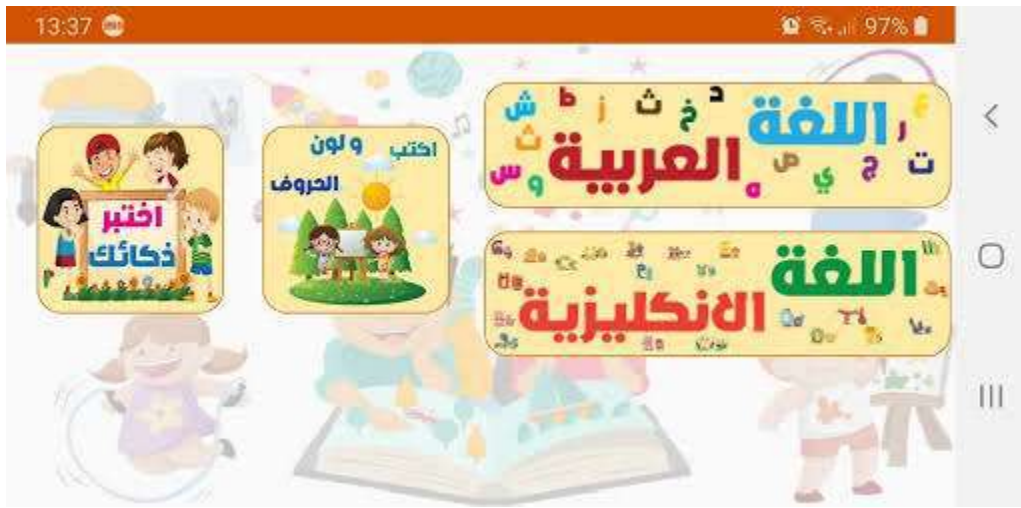 13:37
97%
اللغة
العربية
د
ث
ز
ط
ش
خ
ع
ر
ت
ج
ي
ص
ه
و
س
ث
اللغة
الانكليزية
اكتب
و لون
الحروف
اختبر
ذكائك